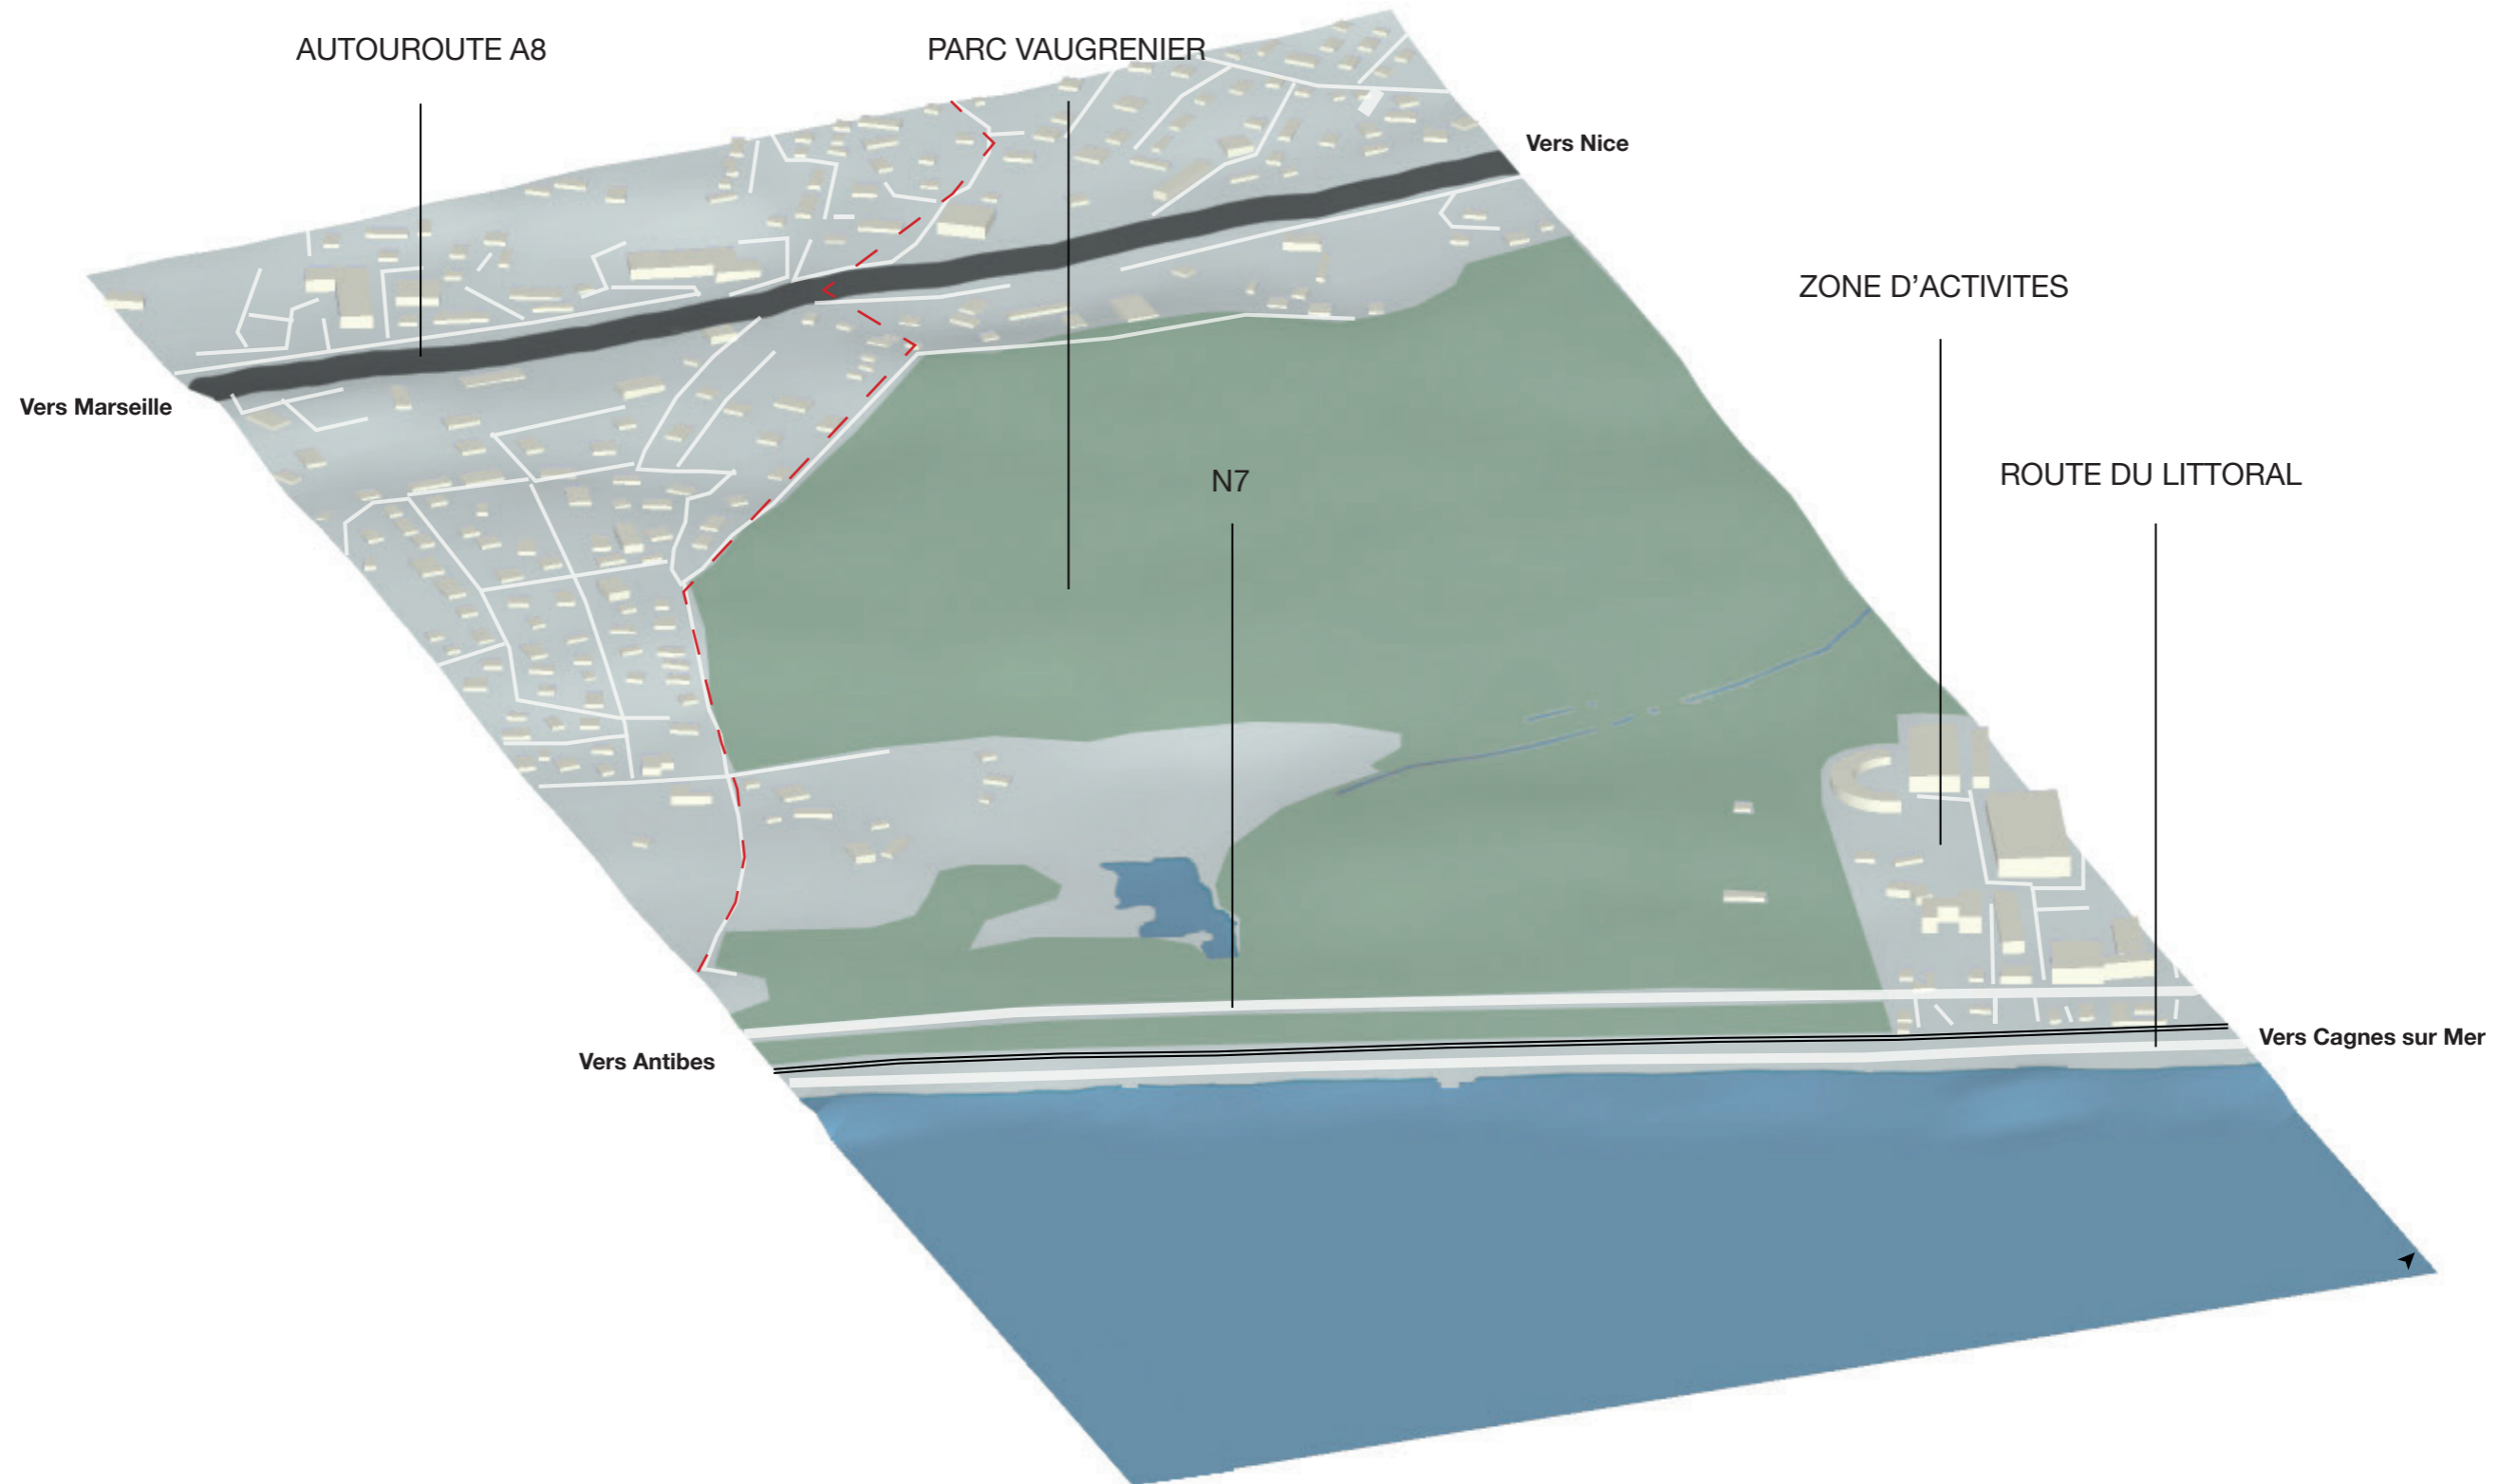 AUTOUROUTE A8
PARC VAUGRENIER
Vers Nice
ZONE D'ACTIVITES
Vers Marseille
N7
ROUTE DU LITTORAL
Vers Antibes
Vers Cagnes sur Mer